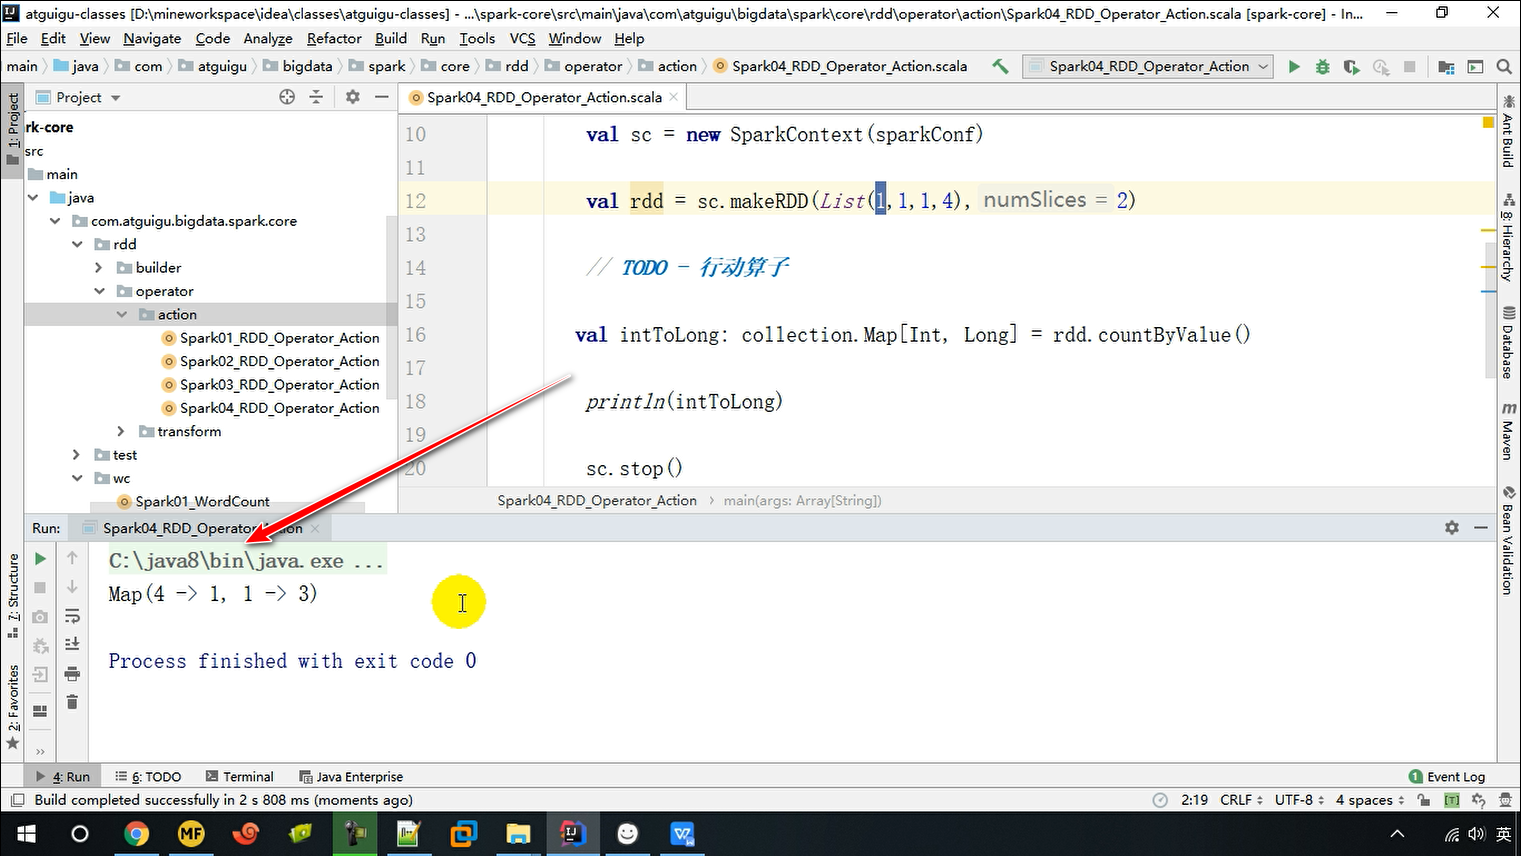 atguigu-classes [D:\mineworkspace\idea\classes\atguigu-classes] - ...\spark-core\src\main\java\com\atguigu\bigdata\spark\core\rdd\operator\action\Spark04_RDD_Operator_Action.scala [spark-core] - In...
File Edit View Navigate Code Analyze Refactor Build Run Tools VCS Window Help
main java com atguigu bigdata spark core rdd operator action Spark04_RDD_Operator_Action.scala Spark04_RDD_Operator_Action
Project
Spark04_RDD_Operator_Action.scala
1: Project
rk-core
src
main
java
com.atguigu.bigdata.spark.core
rdd
builder
operator
action
Spark01_RDD_Operator_Action
Spark02_RDD_Operator_Action
Spark03_RDD_Operator_Action
Spark04_RDD_Operator_Action
transform
test
wc
Spark01_WordCount
10 val sc = new SparkContext(sparkConf)
11
12 val rdd = sc.makeRDD(List(1,1,1,4), numSlices = 2)
13
14 // TODO - 行动算子
15
16 val intToLong: collection.Map[Int, Long] = rdd.countByValue()
17
18 println(intToLong)
19
20 sc.stop()
Spark04_RDD_Operator_Action main(args: Array[String])
Ant Build
8: Hierarchy
Database
m Maven
Bean Validation
Run: Spark04_RDD_Operator_Action
C:\java8\bin\java.exe ...
Map(4 -> 1, 1 -> 3)
Process finished with exit code 0
7: Structure
2: Favorites
4: Run 6: TODO Terminal Java Enterprise 1 Event Log
Build completed successfully in 2 s 808 ms (moments ago) 2:19 CRLF UTF-8 4 spaces [T]
MF 英